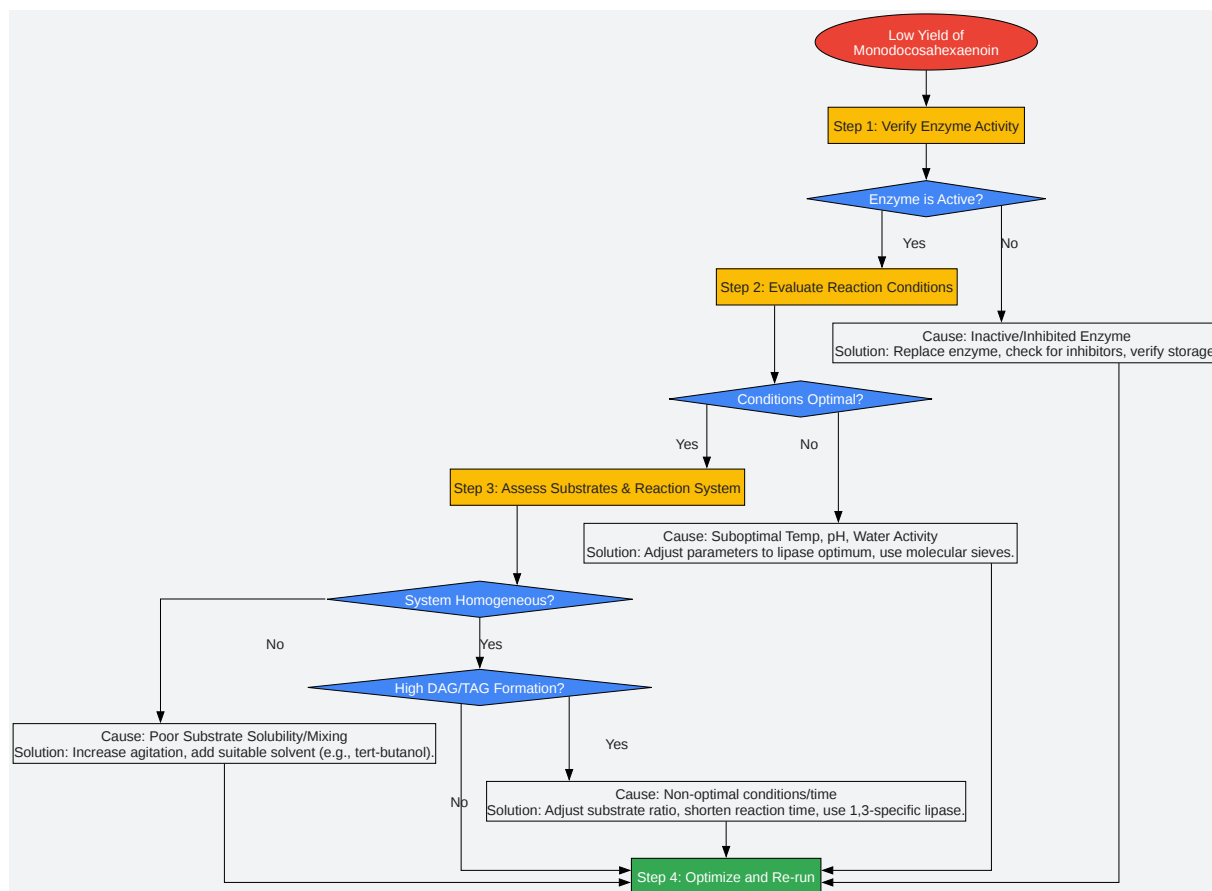 Low Yield of
Monodocosahexaenoin
Step 1: Verify Enzyme Activity
Enzyme is Active?
Yes
No
Step 2: Evaluate Reaction Conditions
Cause: Inactive/Inhibited Enzyme
Solution: Replace enzyme, check for inhibitors, verify storage
Conditions Optimal?
Yes
No
Step 3: Assess Substrates & Reaction System
Cause: Suboptimal Temp, pH, Water Activity
Solution: Adjust parameters to lipase optimum, use molecular sieves.
System Homogeneous?
No
Yes
High DAG/TAG Formation?
Cause: Poor Substrate Solubility/Mixing
Solution: Increase agitation, add suitable solvent (e.g., tert-butanol).
Yes
No
Cause: Non-optimal conditions/time
Solution: Adjust substrate ratio, shorten reaction time, use 1,3-specific lipase.
Step 4: Optimize and Re-run